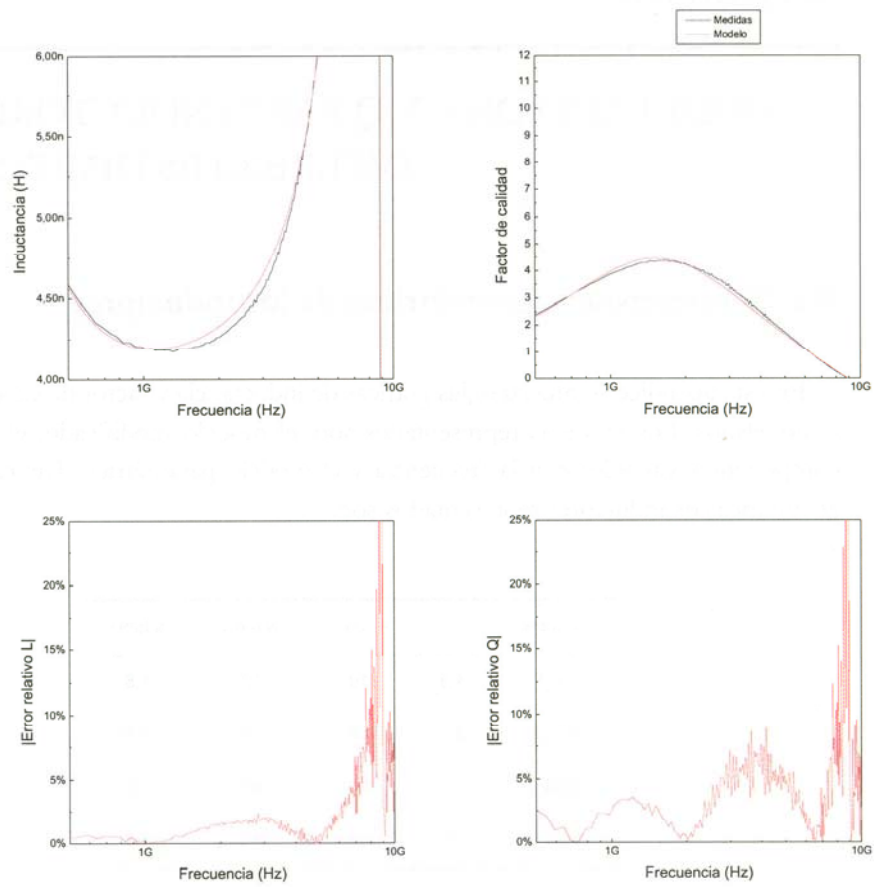 Medidas
Modelo
6,00n
5,50n
5,00n
4,50n
4,00n
Inductancia (H)
1G
10G
Frecuencia (Hz)
12
11
10
9
8
7
6
5
4
3
2
1
0
Factor de calidad
1G
10G
Frecuencia (Hz)
25%
20%
15%
10%
5%
0%
|Error relativo L|
1G
10G
Frecuencia (Hz)
25%
20%
15%
10%
5%
0%
|Error relativo Q|
1G
10G
Frecuencia (Hz)